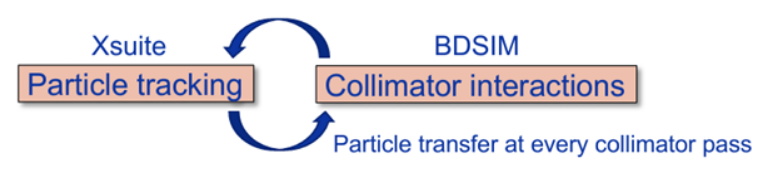 Xsuite
BDSIM
Particle tracking
Collimator interactions
Particle transfer at every collimator pass